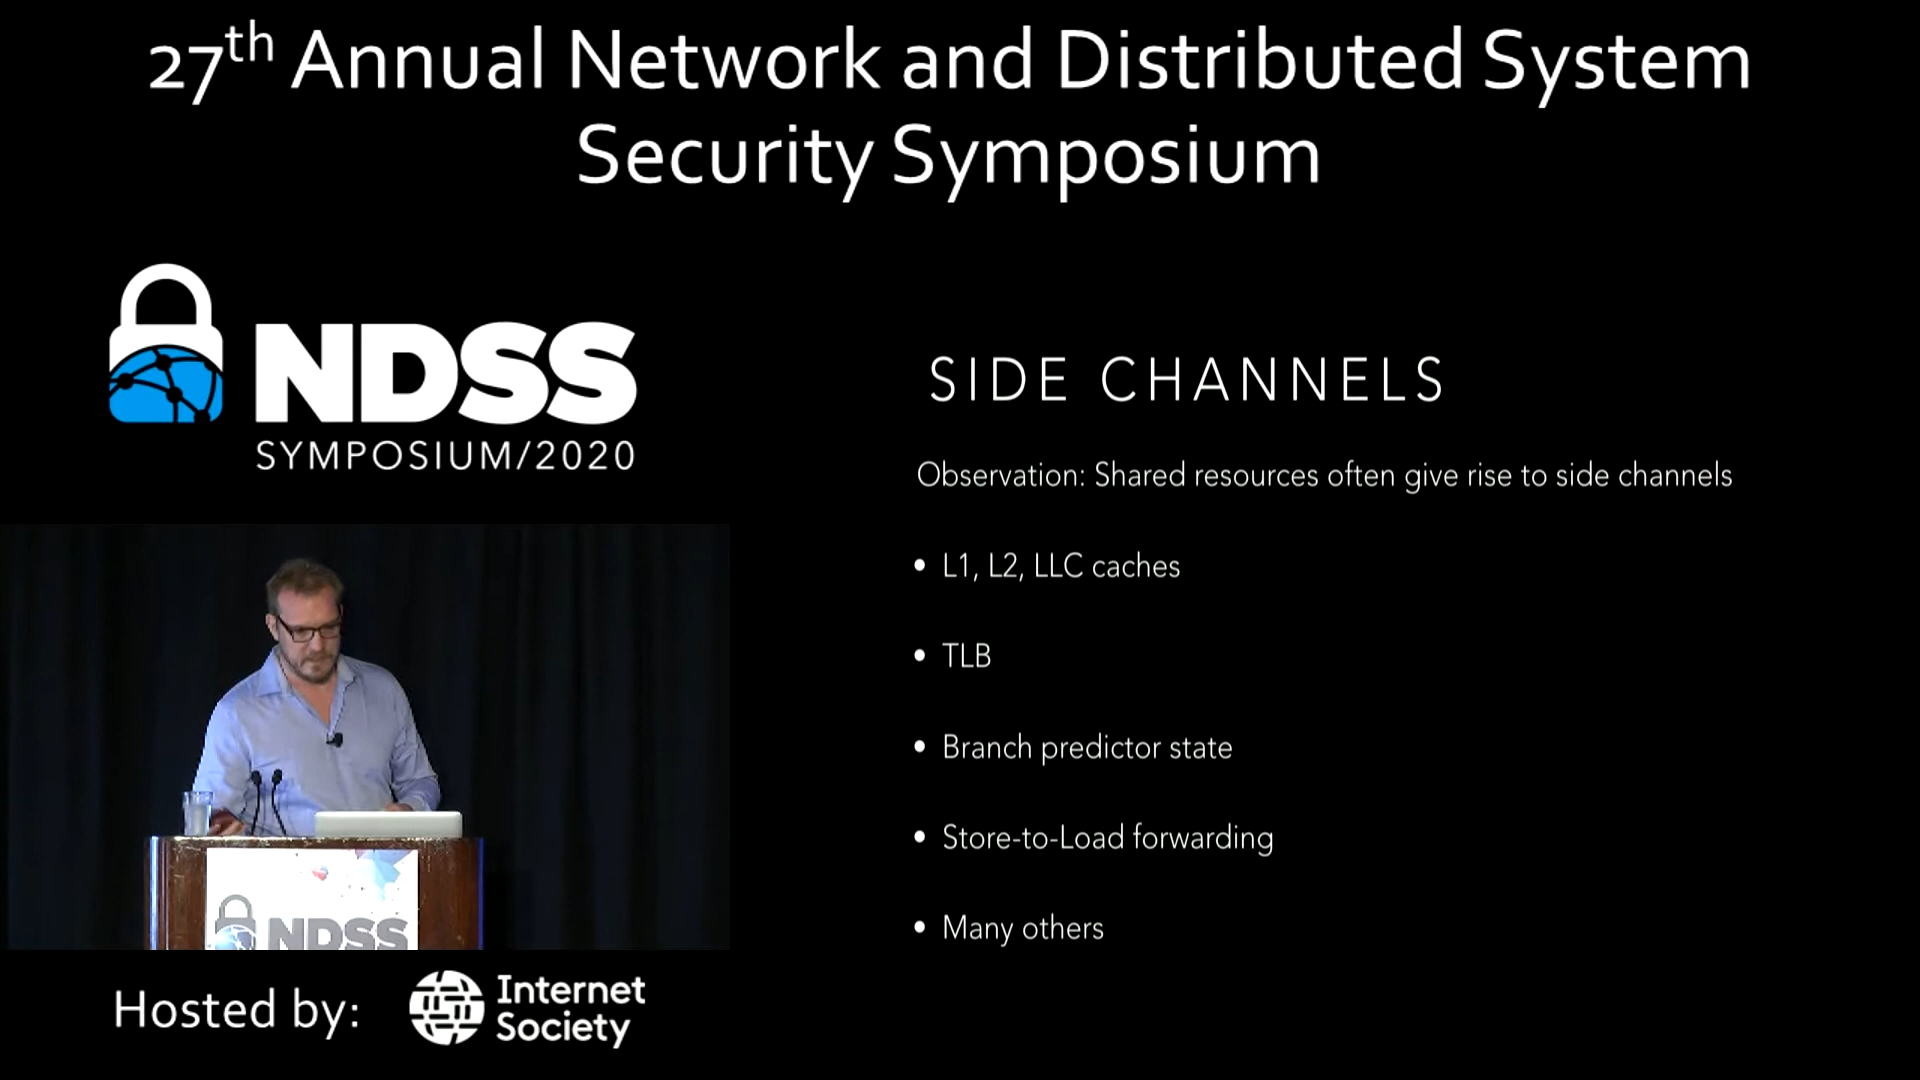 27th Annual Network and Distributed System
Security Symposium
NDSS
SYMPOSIUM/2020
SIDE CHANNELS
Observation: Shared resources often give rise to side channels
• L1, L2, LLC caches
• TLB
• Branch predictor state
• Store-to-Load forwarding
• Many others
NDSS
Hosted by:
Internet
Society